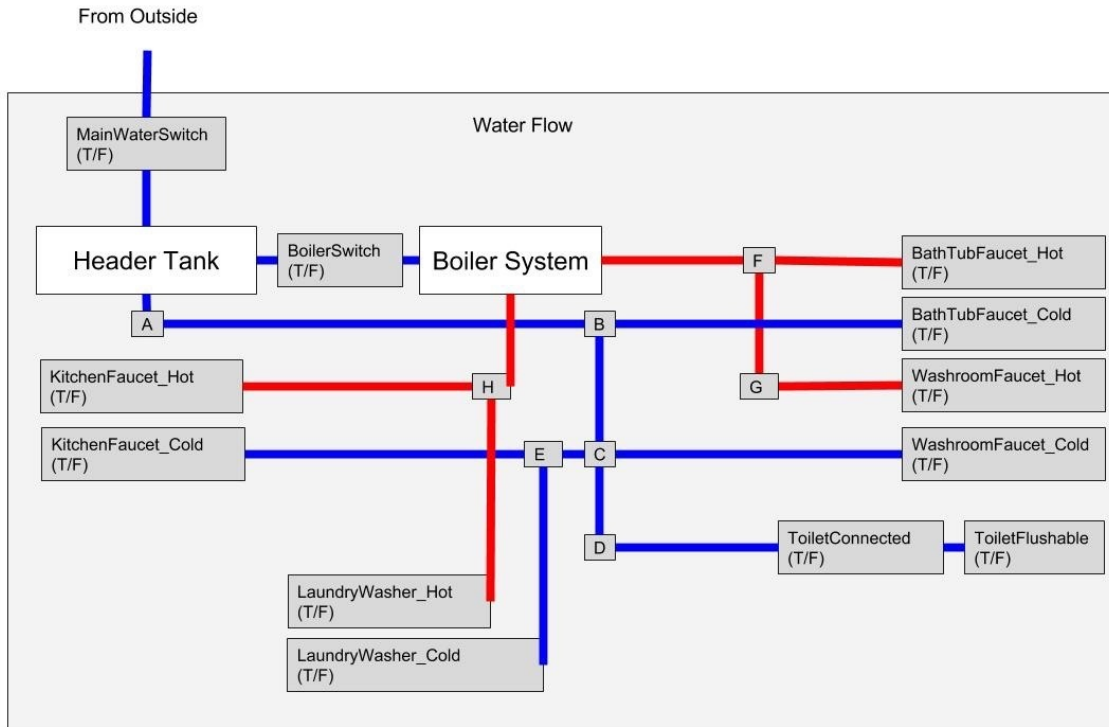 From Outside
Water Flow
MainWaterSwitch
(T/F)
Header Tank
BoilerSwitch
(T/F)
Boiler System
F
BathTubFaucet_Hot
(T/F)
A
B
BathTubFaucet_Cold
(T/F)
KitchenFaucet_Hot
(T/F)
H
G
WashroomFaucet_Hot
(T/F)
KitchenFaucet_Cold
(T/F)
E
C
WashroomFaucet_Cold
(T/F)
D
ToiletConnected
(T/F)
ToiletFlushable
(T/F)
LaundryWasher_Hot
(T/F)
LaundryWasher_Cold
(T/F)